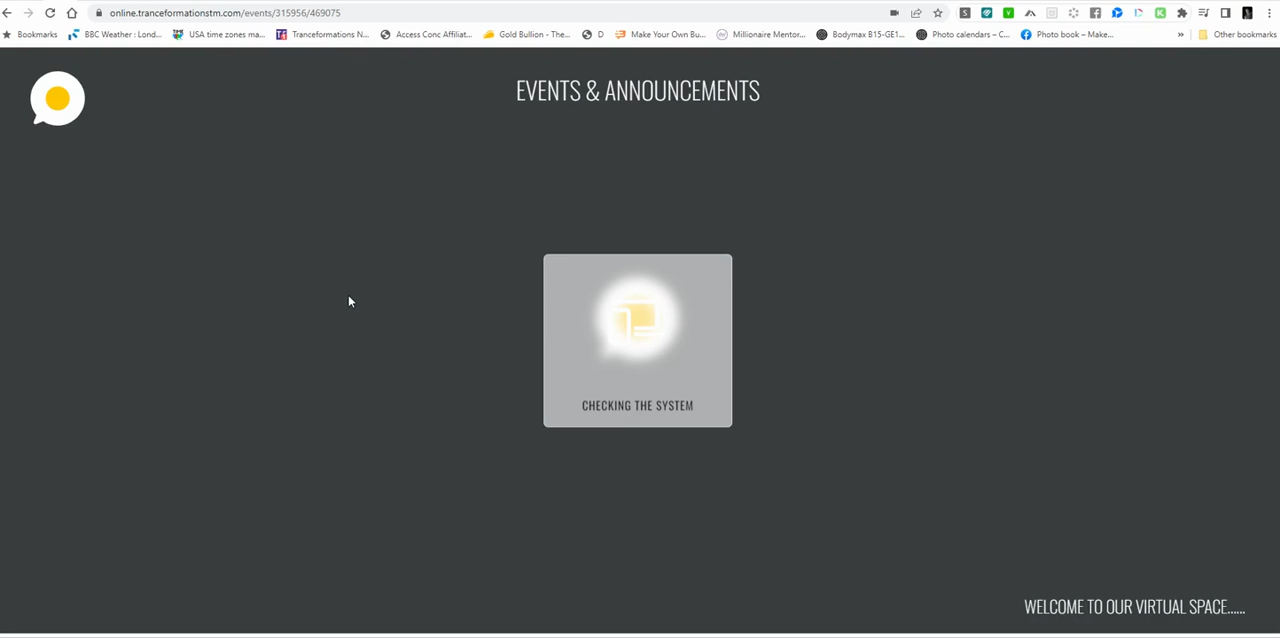 online.tranceformationstm.com/events/315956/469075
Bookmarks BBC Weather : Lond... USA time zones ma... Tranceformations N... Access Conc Affiliat... Gold Bullion - The... D Make Your Own Bu... Millionaire Mentor... Bodymax B15-GE1... Photo calendars – C... Photo book – Make... » Other bookmarks
EVENTS & ANNOUNCEMENTS
CHECKING THE SYSTEM
WELCOME TO OUR VIRTUAL SPACE......